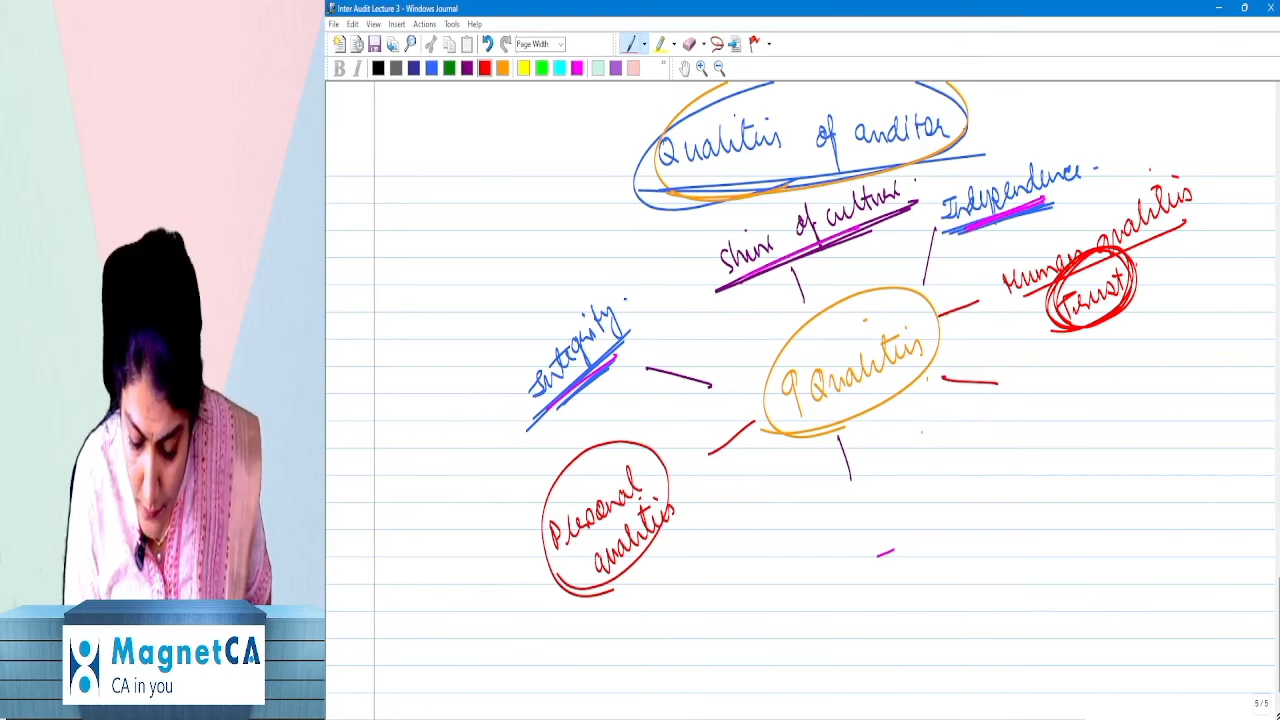 Inter Audit Lecture 3 - Windows Journal
File Edit View Insert Actions Tools Help
Page Width
B I
Qualities of auditor
Shine of culture.
Independence.
Human qualities
Trust
Integrity.
9 Qualities
Personal
qualities
MagnetCA
CA in you
5/5